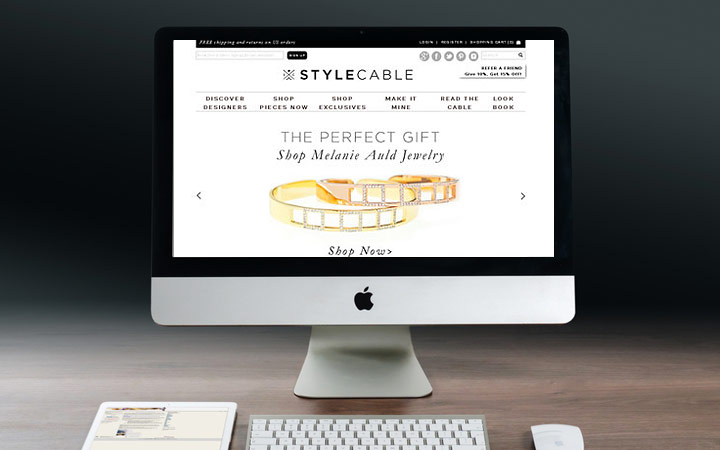 FREE shipping and returns on US orders
LOGIN | REGISTER | SHOPPING CART
SIGN UP
STYLECABLE
REFER A FRIEND
Give 10%, Get 15% Off!
DISCOVER DESIGNERS
SHOP PIECES NOW
SHOP EXCLUSIVES
MAKE IT MINE
READ THE CABLE
LOOK BOOK
THE PERFECT GIFT
Shop Melanie Auld Jewelry
Shop Now>